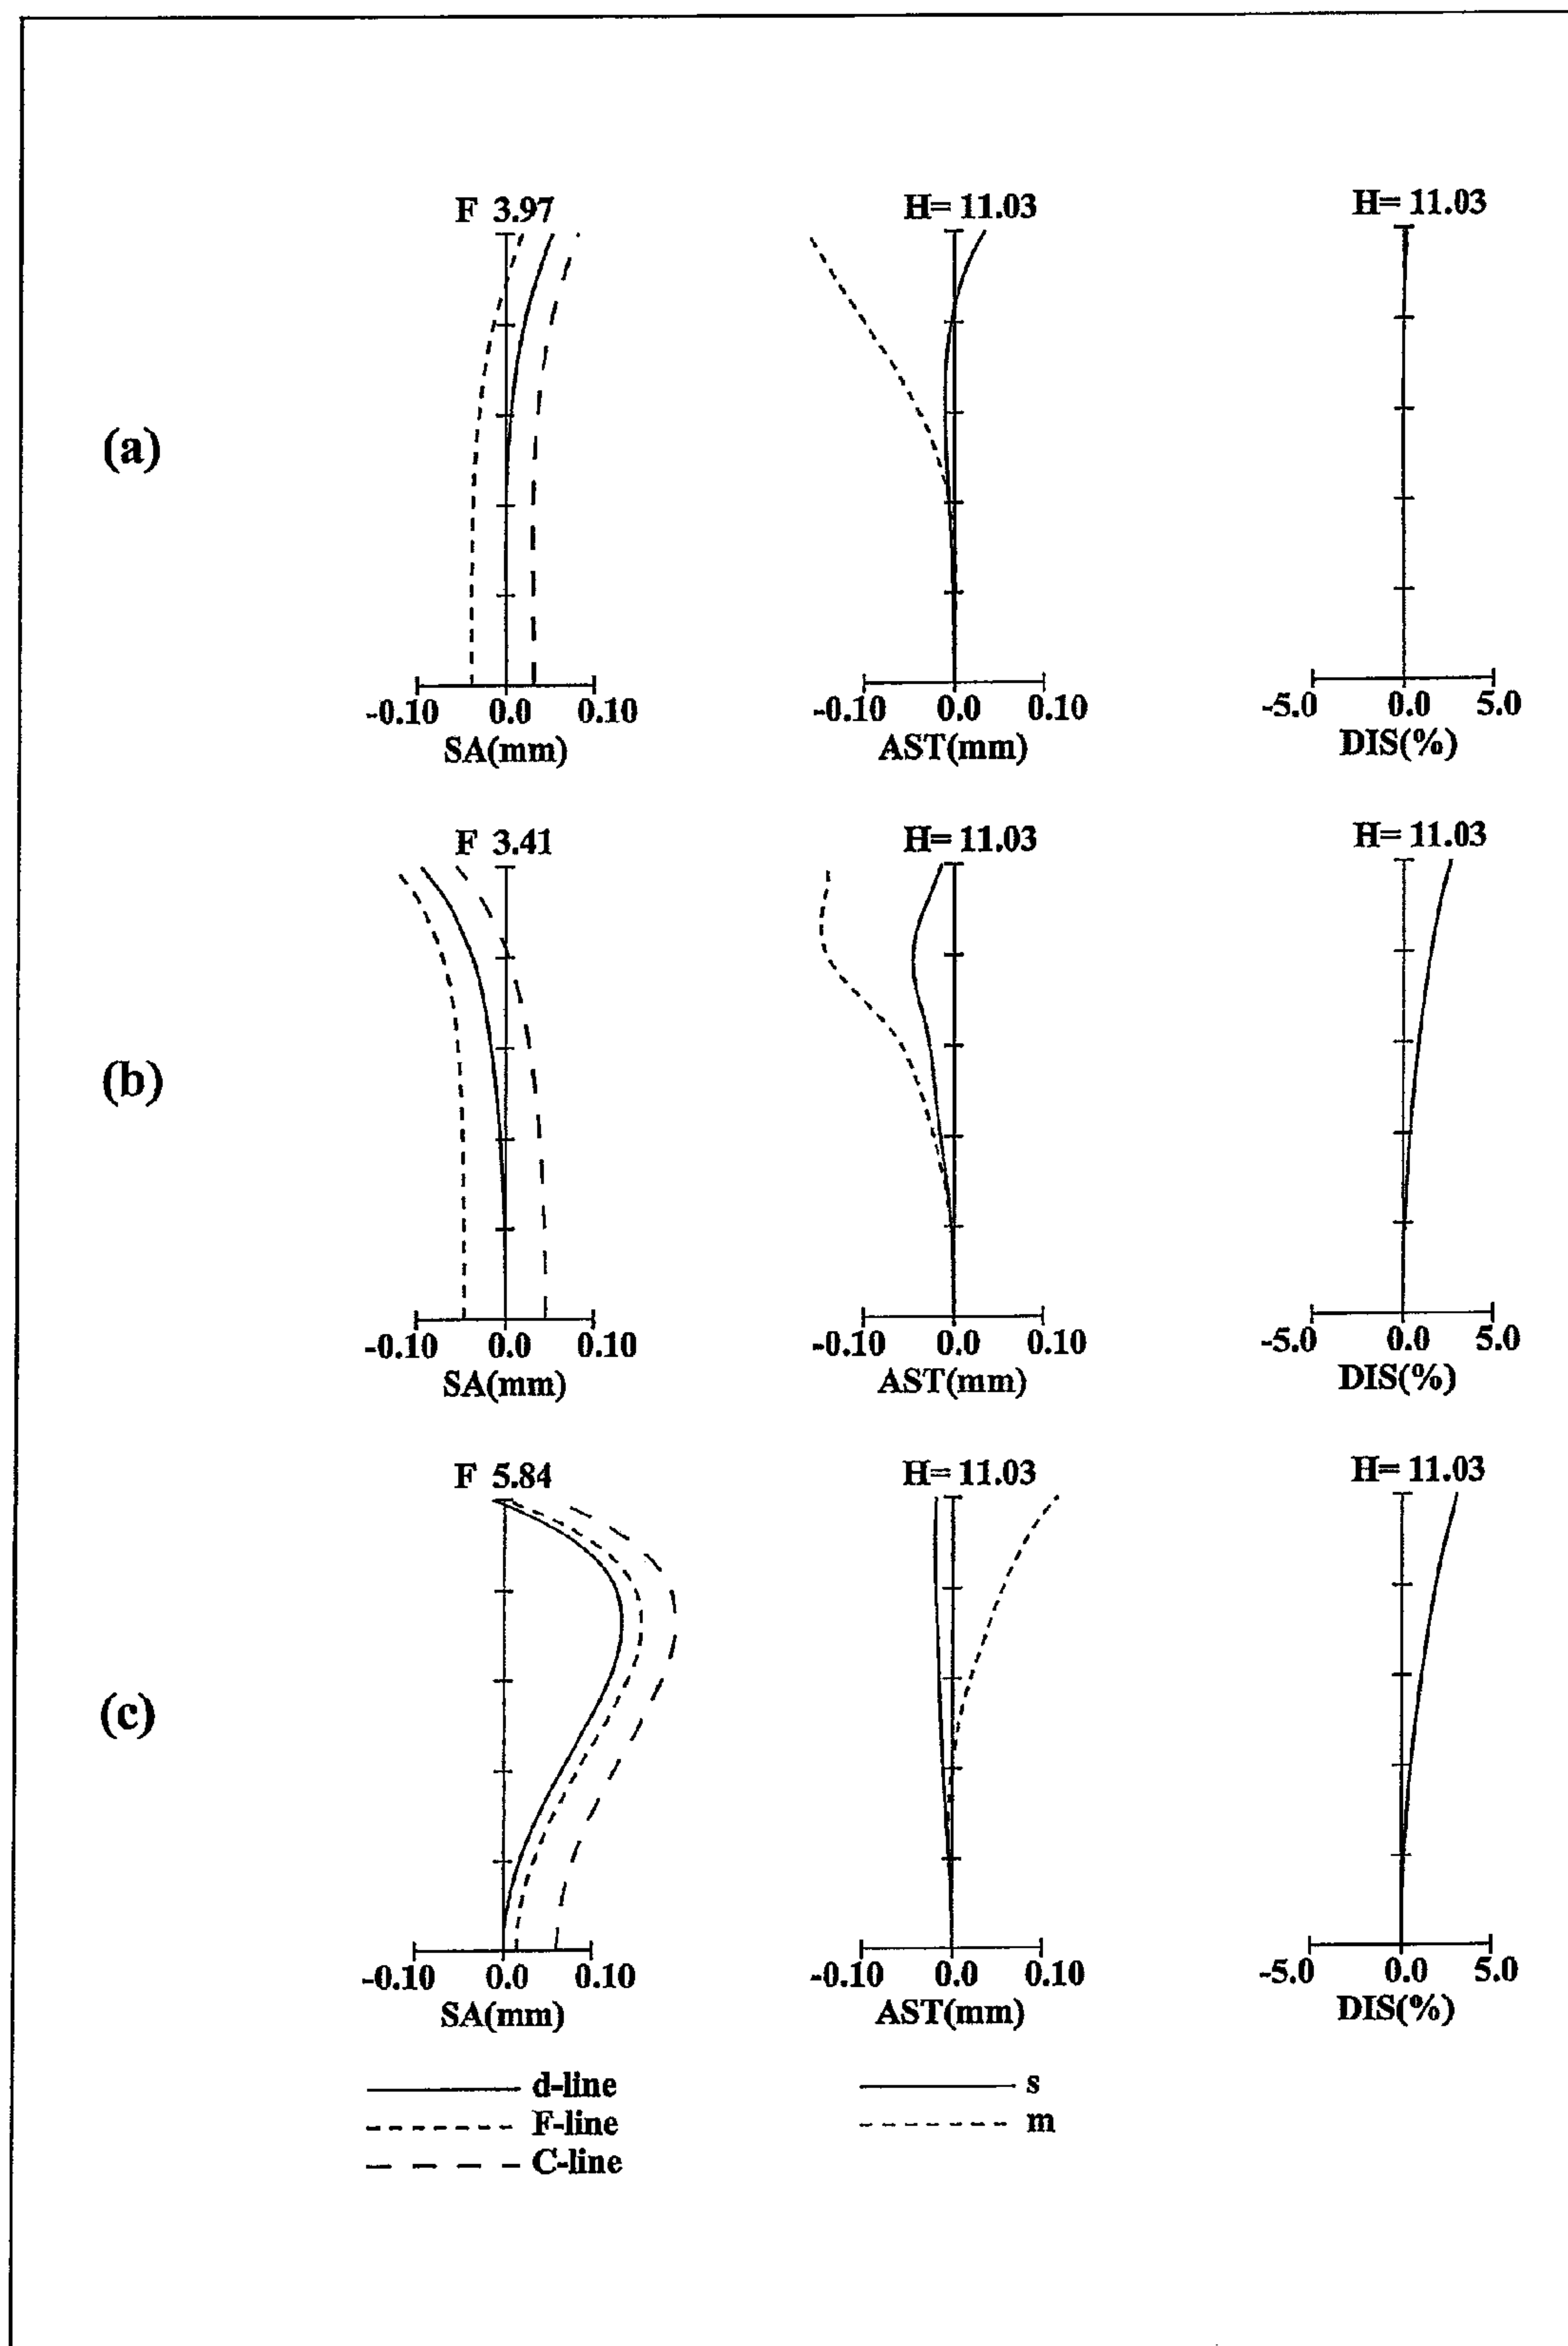 F 3.97 H= 11.03 H= 11.03
(a)
-0.10 0.0 0.10 -0.10 0.0 0.10 -5.0 0.0 5.0
SA(mm) AST(mm) DIS(%)
F 3.41 H= 11.03 H= 11.03
(b)
-0.10 0.0 0.10 -0.10 0.0 0.10 -5.0 0.0 5.0
SA(mm) AST(mm) DIS(%)
F 5.84 H= 11.03 H= 11.03
(c)
-0.10 0.0 0.10 -0.10 0.0 0.10 -5.0 0.0 5.0
SA(mm) AST(mm) DIS(%)
d-line s
F-line m
C-line